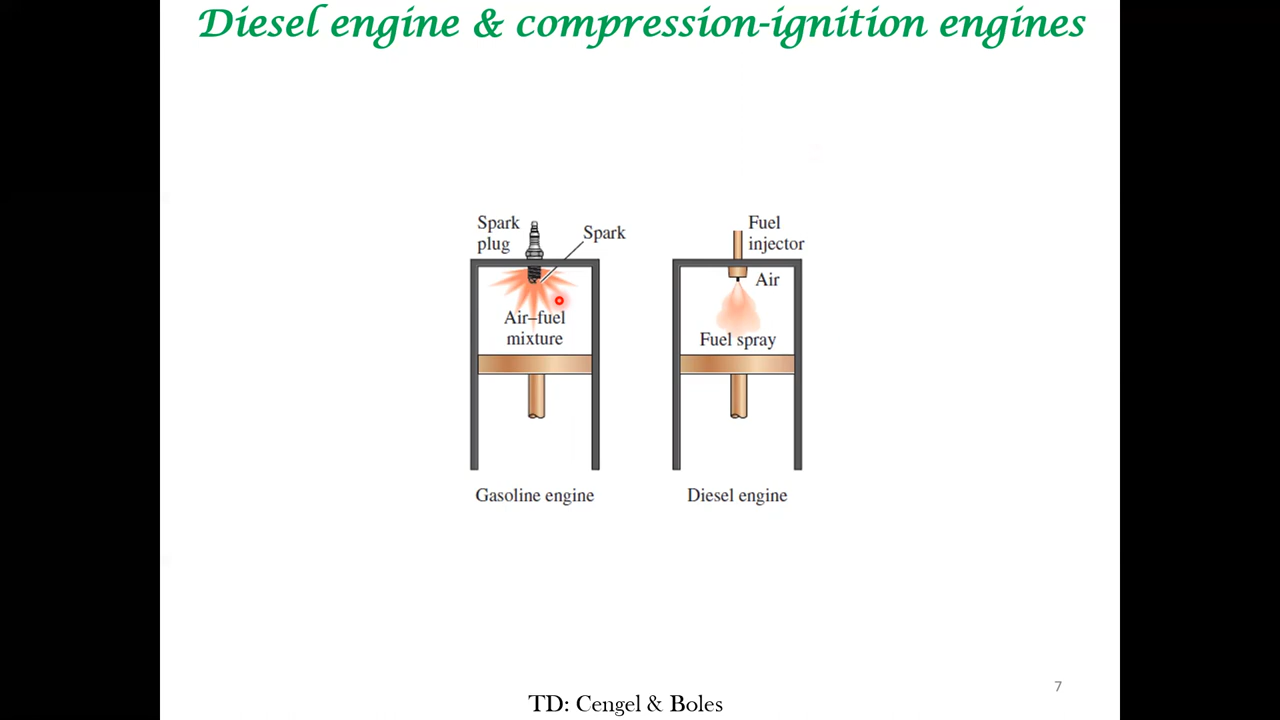 Diesel engine & compression-ignition engines
Spark
plug
Spark
Air–fuel
mixture
Gasoline engine
Fuel
injector
Air
Fuel spray
Diesel engine
7
TD: Cengel & Boles